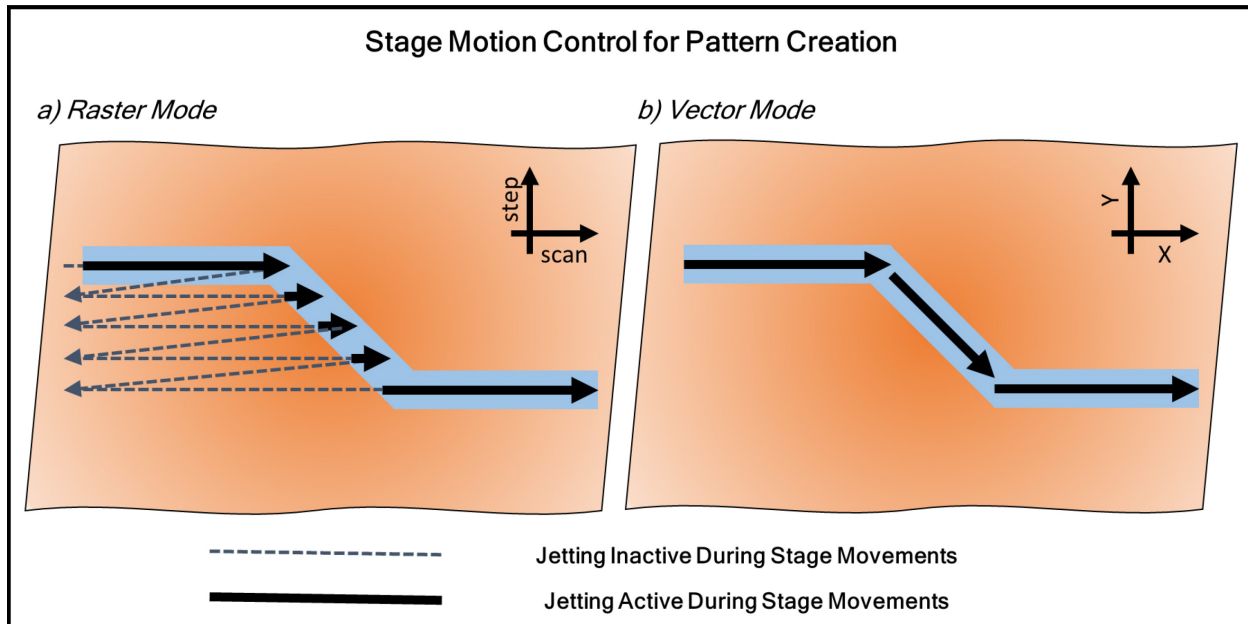 Stage Motion Control for Pattern Creation
a) Raster Mode
b) Vector Mode
step
scan
Y
X
Jetting Inactive During Stage Movements
Jetting Active During Stage Movements